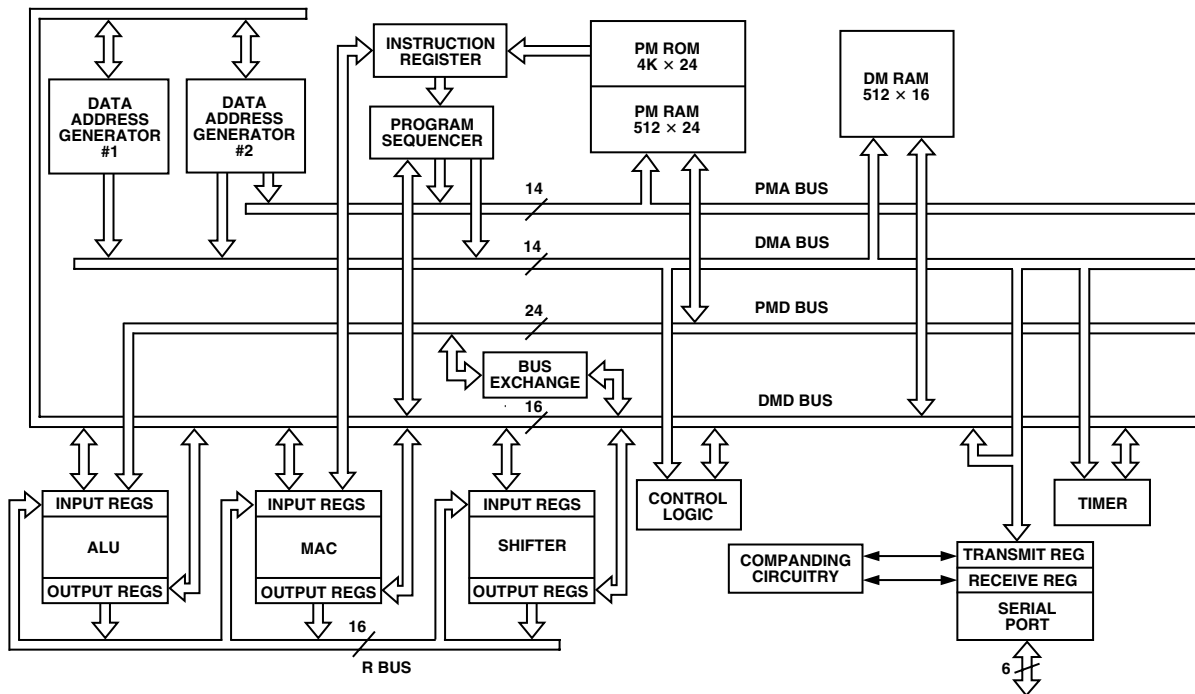 INSTRUCTION
REGISTER
PM ROM
4K × 24
PM RAM
512 × 24
DM RAM
512 × 16
DATA
ADDRESS
GENERATOR
#1
DATA
ADDRESS
GENERATOR
#2
PROGRAM
SEQUENCER
14
PMA BUS
14
DMA BUS
24
PMD BUS
BUS
EXCHANGE
16
DMD BUS
INPUT REGS
ALU
OUTPUT REGS
INPUT REGS
MAC
OUTPUT REGS
INPUT REGS
SHIFTER
OUTPUT REGS
CONTROL
LOGIC
TIMER
COMPANDING
CIRCUITRY
TRANSMIT REG
RECEIVE REG
SERIAL
PORT
16
R BUS
6